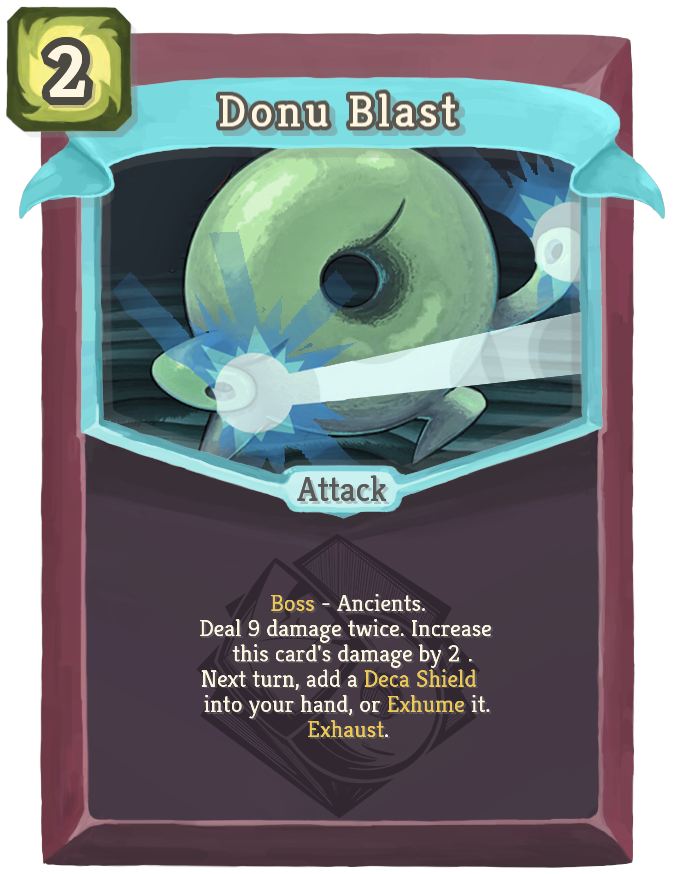 2
Donu Blast
Attack
Boss - Ancients.
Deal 9 damage twice. Increase
this card's damage by 2 .
Next turn, add a Deca Shield
into your hand, or Exhume it.
Exhaust.